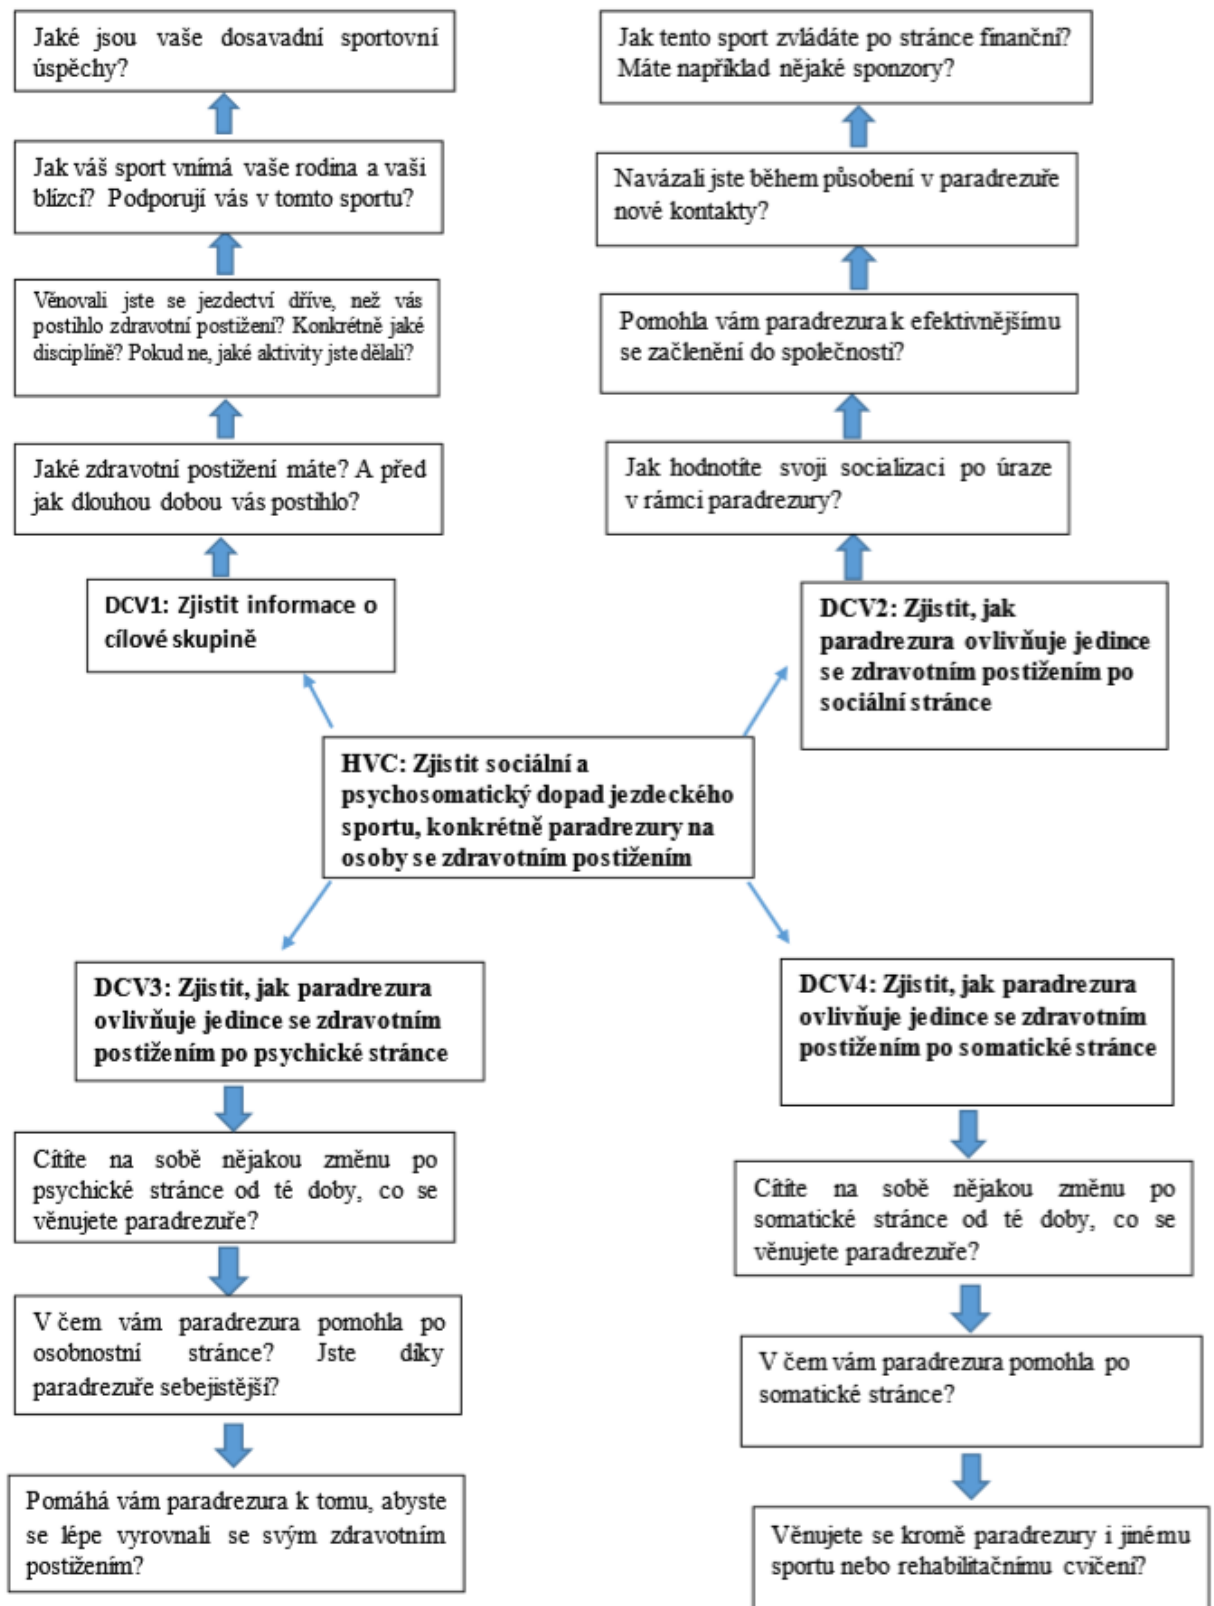 Jaké jsou vaše dosavadní sportovní
úspěchy?
Jak váš sport vnímá vaše rodina a vaši
blízcí? Podporují vás v tomto sportu?
Věnovali jste se jezdectví dříve, než vás
postihlo zdravotní postižení? Konkrétně jaké
disciplíně? Pokud ne, jaké aktivity jste dělali?
Jaké zdravotní postižení máte? A před
jak dlouhou dobou vás postihlo?
DCV1: Zjistit informace o
cílové skupině
Jak tento sport zvládáte po stránce finanční?
Máte například nějaké sponzory?
Navázali jste během působení v paradrezuře
nové kontakty?
Pomohla vám paradrezura k efektivnějšímu
se začlenění do společnosti?
Jak hodnotíte svoji socializaci po úraze
v rámci paradrezury?
DCV2: Zjistit, jak
paradrezura ovlivňuje jedince
se zdravotním postižením po
sociální stránce
HVC: Zjistit sociální a
psychosomatický dopad jezdeckého
sportu, konkrétně paradrezury na
osoby se zdravotním postižením
DCV3: Zjistit, jak paradrezura
ovlivňuje jedince se zdravotním
postižením po psychické stránce
Cítíte na sobě nějakou změnu po
psychické stránce od té doby, co se
věnujete paradrezuře?
V čem vám paradrezura pomohla po
osobnostní stránce? Jste díky
paradrezuře sebejistější?
Pomáhá vám paradrezura k tomu, abyste
se lépe vyrovnali se svým zdravotním
postižením?
DCV4: Zjistit, jak paradrezura
ovlivňuje jedince se zdravotním
postižením po somatické stránce
Cítíte na sobě nějakou změnu po
somatické stránce od té doby, co se
věnujete paradrezuře?
V čem vám paradrezura pomohla po
somatické stránce?
Věnujete se kromě paradrezury i jinému
sportu nebo rehabilitačnímu cvičení?